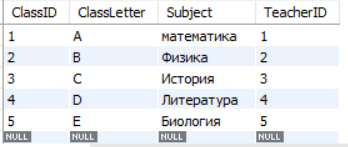 ClassID ClassLetter Subject TeacherID
1 A математика 1
2 B Физика 2
3 C История 3
4 D Литература 4
5 E Биология 5
NULL NULL NULL NULL